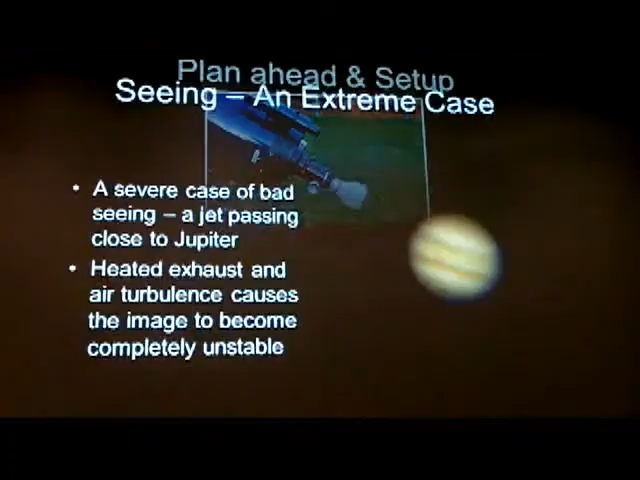 Plan ahead & Setup
Seeing – An Extreme Case
• A severe case of bad
seeing – a jet passing
close to Jupiter
• Heated exhaust and
air turbulence causes
the image to become
completely unstable